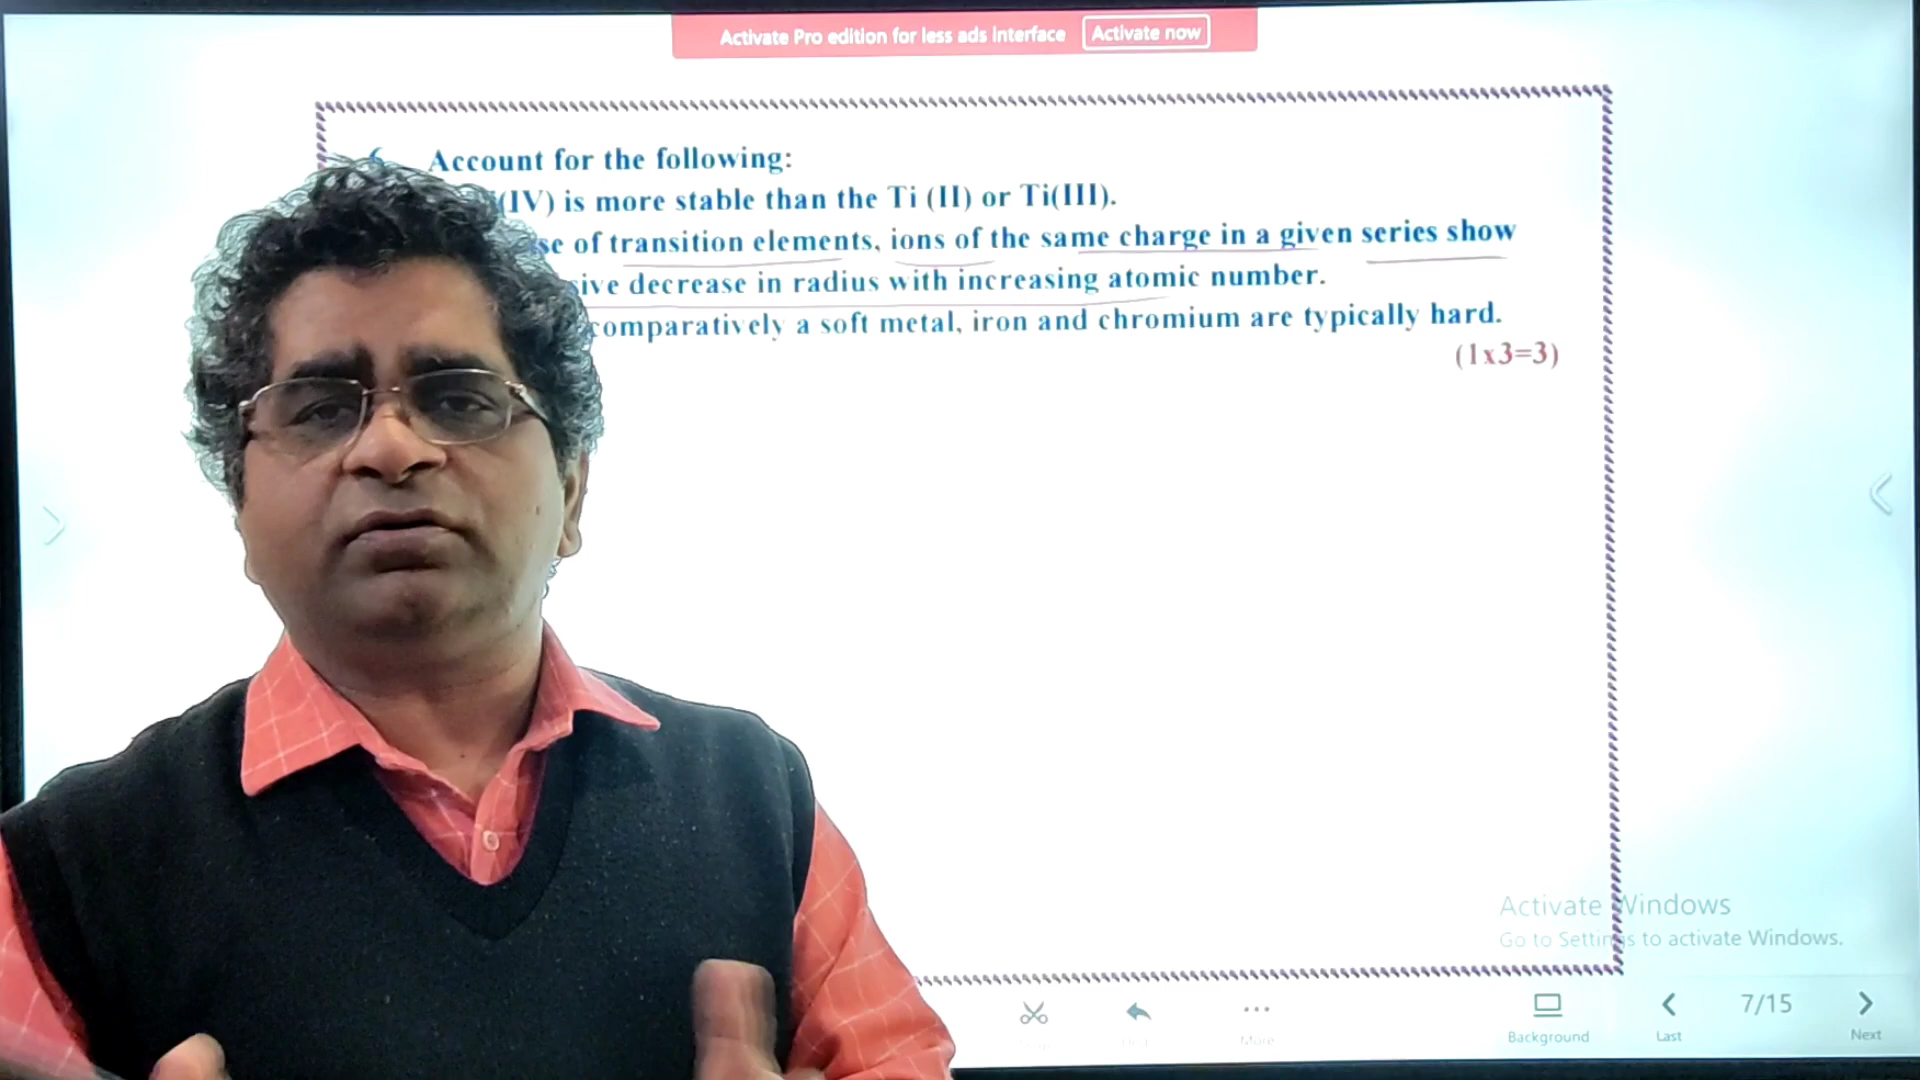 Activate Pro edition for less ads interface Activate now
Account for the following:
(IV) is more stable than the Ti (II) or Ti(III).
of transition elements, ions of the same charge in a given series show
decrease in radius with increasing atomic number.
comparatively a soft metal, iron and chromium are typically hard.
(1x3=3)
Activate Windows
Go to Settings to activate Windows.
7/15
More
Background
Last
Next